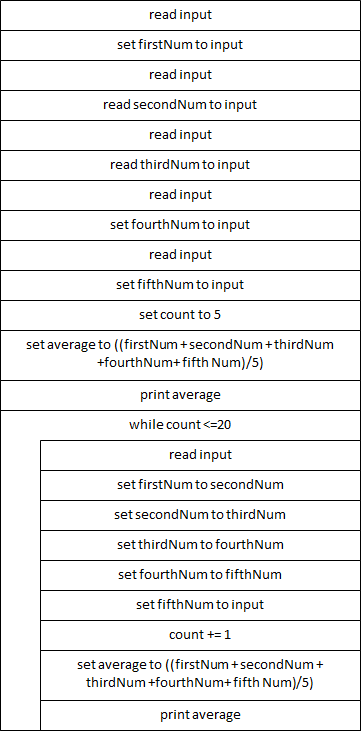 read input
set firstNum to input
read input
read secondNum to input
read input
read thirdNum to input
read input
set fourthNum to input
read input
set fifthNum to input
set count to 5
set average to ((firstNum + secondNum + thirdNum
+fourthNum+ fifth Num)/5)
print average
while count <=20
read input
set firstNum to secondNum
set secondNum to thirdNum
set thirdNum to fourthNum
set fourthNum to fifthNum
set fifthNum to input
count += 1
set average to ((firstNum + secondNum +
thirdNum +fourthNum+ fifth Num)/5)
print average